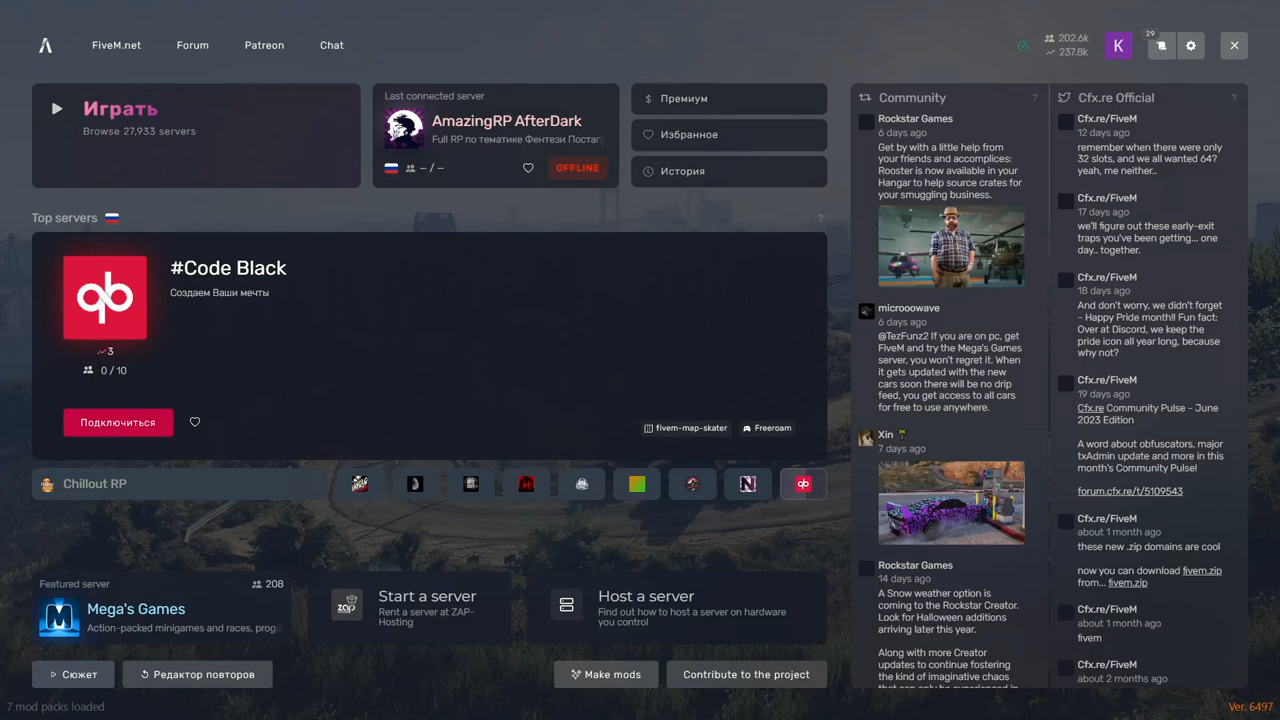 FiveM.net
Forum
Patreon
Chat
202.6k
237.8k
K
29
Играть
Browse 27,933 servers
Last connected server
AmazingRP AfterDark
Full RP по тематике Фентези Постап
– / –
OFFLINE
$ Премиум
Избранное
История
Top servers
?
#Code Black
Создаем Ваши мечты
3
0 / 10
Подключиться
fivem-map-skater
Freeroam
Chillout RP
Featured server
208
Mega's Games
Action-packed minigames and races, prog
Start a server
Rent a server at ZAP-
Hosting
Host a server
Find out how to host a server on hardware
you control
Сюжет
Редактор повторов
Make mods
Contribute to the project
7 mod packs loaded
Community
?
Rockstar Games
6 days ago
Get by with a little help from
your friends and accomplices:
Rooster is now available in your
Hangar to help source crates for
your smuggling business.
microoowave
6 days ago
@TezFunz2 If you are on pc, get
FiveM and try the Mega's Games
server, you won't regret it. When
it gets updated with the new
cars soon there will be no drip
feed, you get access to all cars
for free to use anywhere.
Xin 🌴
7 days ago
Rockstar Games
14 days ago
A Snow weather option is
coming to the Rockstar Creator.
Look for Halloween additions
arriving later this year.
Along with more Creator
updates to continue fostering
the kind of imaginative chaos
that can only be experienced in
Cfx.re Official
?
Cfx.re/FiveM
12 days ago
remember when there were only
32 slots, and we all wanted 64?
yeah, me neither..
Cfx.re/FiveM
17 days ago
we'll figure out these early-exit
traps you've been getting... one
day.. together.
Cfx.re/FiveM
18 days ago
And don't worry, we didn't forget
- Happy Pride month!! Fun fact:
Over at Discord, we keep the
pride icon all year long, because
why not?
Cfx.re/FiveM
19 days ago
Cfx.re Community Pulse - June
2023 Edition
A word about obfuscators, major
txAdmin update and more in this
month's Community Pulse!
forum.cfx.re/t/5109543
Cfx.re/FiveM
about 1 month ago
these new .zip domains are cool
now you can download fivem.zip
from... fivem.zip
Cfx.re/FiveM
about 1 month ago
fivem
Cfx.re/FiveM
about 2 months ago
Ver. 6497